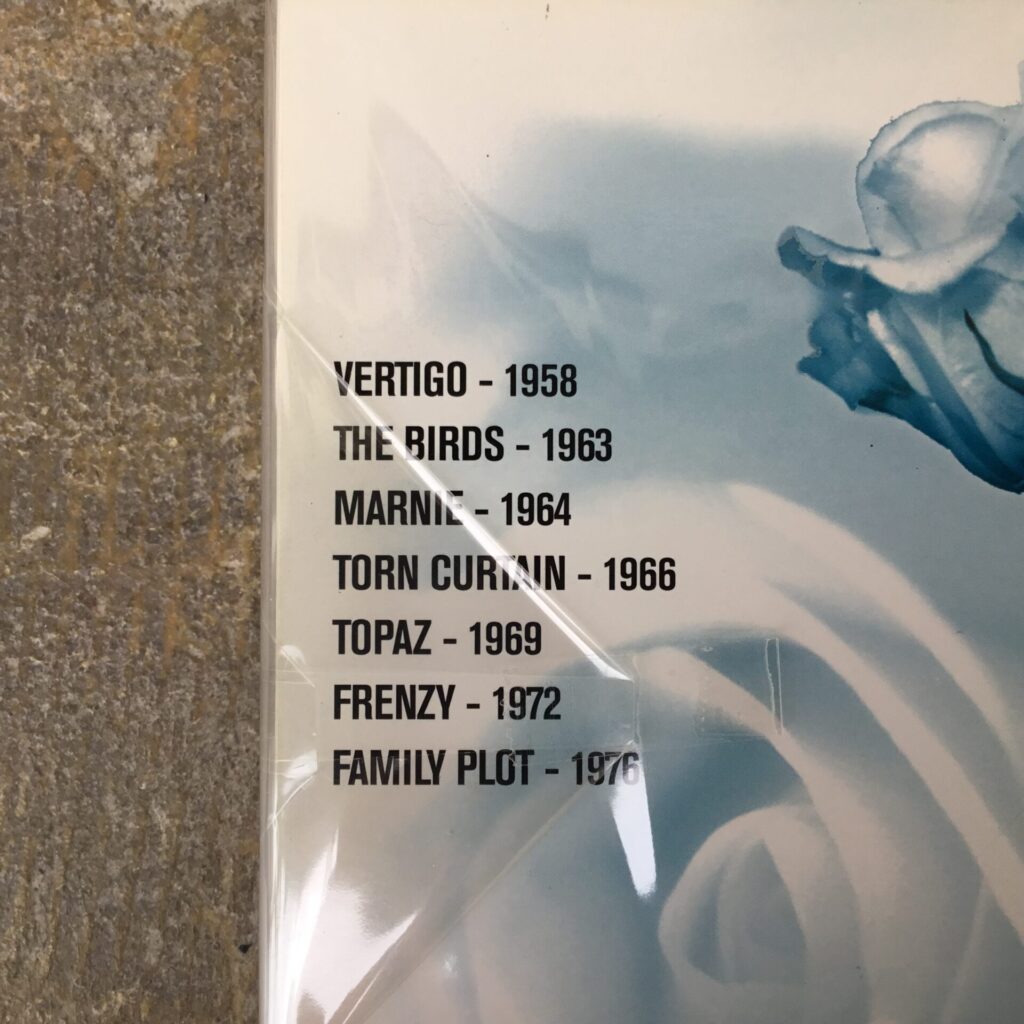 VERTIGO - 1958
THE BIRDS - 1963
MARNIE - 1964
TORN CURTAIN - 1966
TOPAZ - 1969
FRENZY - 1972
FAMILY PLOT - 1976